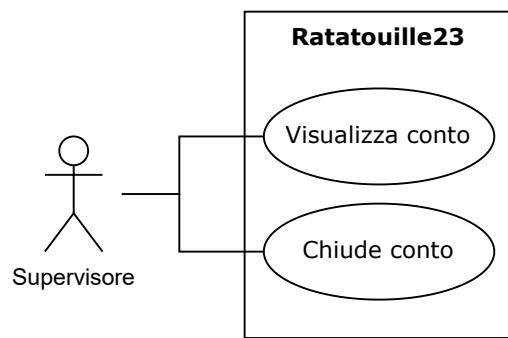 Ratatouille23
Visualizza conto
Chiude conto
Supervisore